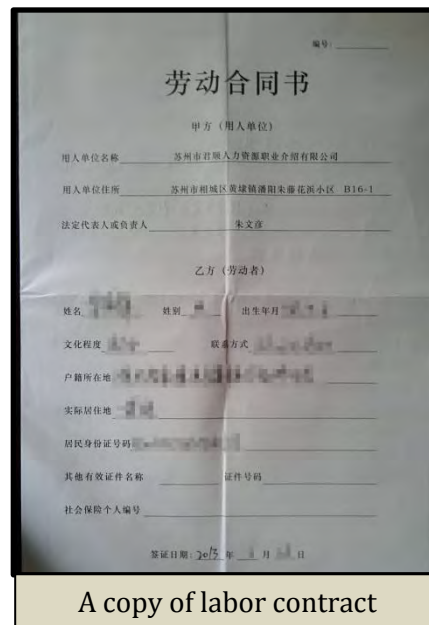 编号:
劳动合同书
甲方（用人单位）
用人单位名称 苏州市君顺人力资源职业介绍有限公司
用人单位住所 苏州市相城区黄埭镇潘阳朱藤花浜小区 B16-1
法定代表人或负责人 朱文彦
乙方（劳动者）
姓名 性别 出生年月
文化程度 联系方式
户籍所在地
实际居住地
居民身份证号码
其他有效证件名称 证件号码
社会保险个人编号
签证日期: 2013 年 月 日
A copy of labor contract